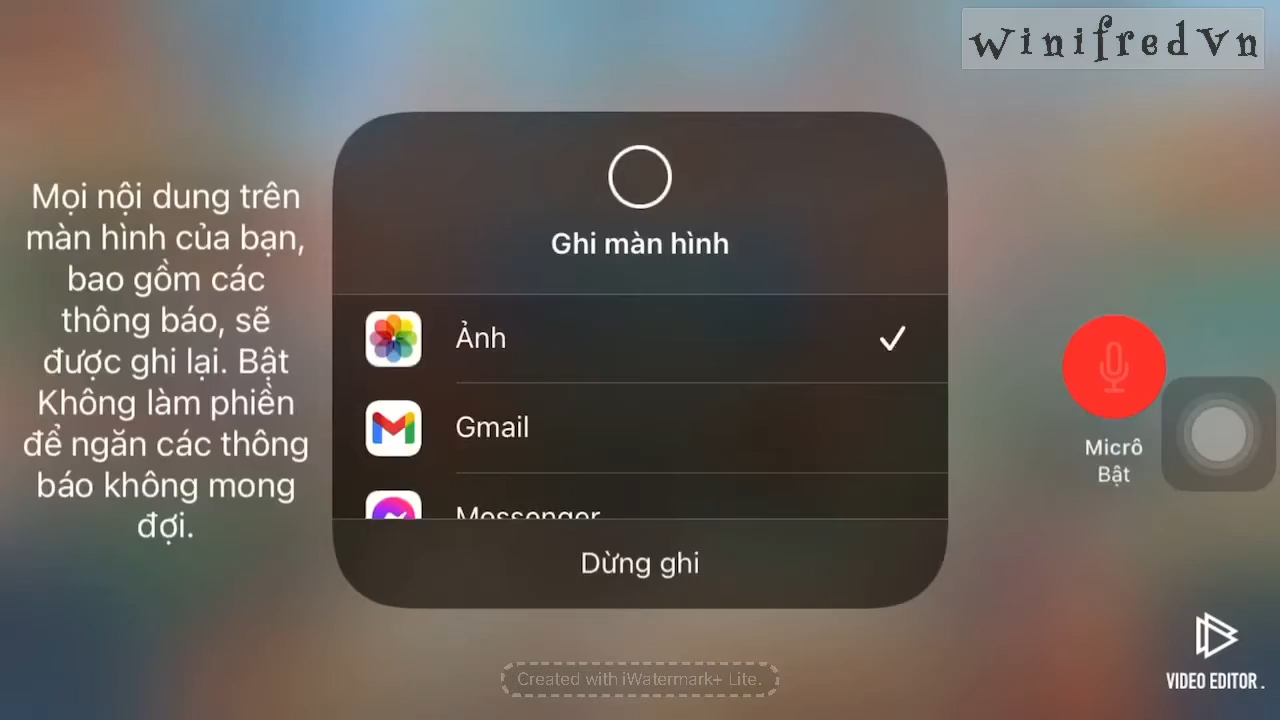 WinifredVn
Mọi nội dung trên
màn hình của bạn,
bao gồm các
thông báo, sẽ
được ghi lại. Bật
Không làm phiền
để ngăn các thông
báo không mong
đợi.
Ghi màn hình
Ảnh
Gmail
Messenger
Dừng ghi
Micrô
Bật
VIDEO EDITOR.
Created with iWatermark+ Lite.